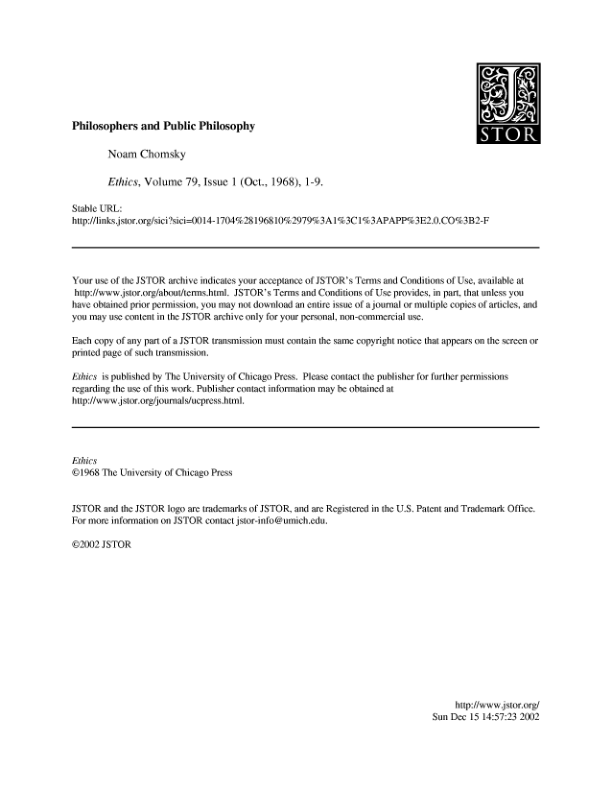 J
STOR
Philosophers and Public Philosophy
Noam Chomsky
Ethics, Volume 79, Issue 1 (Oct., 1968), 1-9.
Stable URL:
http://links.jstor.org/sici?sici=0014-1704%28196810%2979%3A1%3C1%3APAPP%3E2.0.CO%3B2-F
Your use of the JSTOR archive indicates your acceptance of JSTOR's Terms and Conditions of Use, available at
http://www.jstor.org/about/terms.html. JSTOR's Terms and Conditions of Use provides, in part, that unless you
have obtained prior permission, you may not download an entire issue of a journal or multiple copies of articles, and
you may use content in the JSTOR archive only for your personal, non-commercial use.
Each copy of any part of a JSTOR transmission must contain the same copyright notice that appears on the screen or
printed page of such transmission.
Ethics is published by The University of Chicago Press. Please contact the publisher for further permissions
regarding the use of this work. Publisher contact information may be obtained at
http://www.jstor.org/journals/ucpress.html.
Ethics
©1968 The University of Chicago Press
JSTOR and the JSTOR logo are trademarks of JSTOR, and are Registered in the U.S. Patent and Trademark Office.
For more information on JSTOR contact jstor-info@umich.edu.
©2002 JSTOR
http://www.jstor.org/
Sun Dec 15 14:57:23 2002